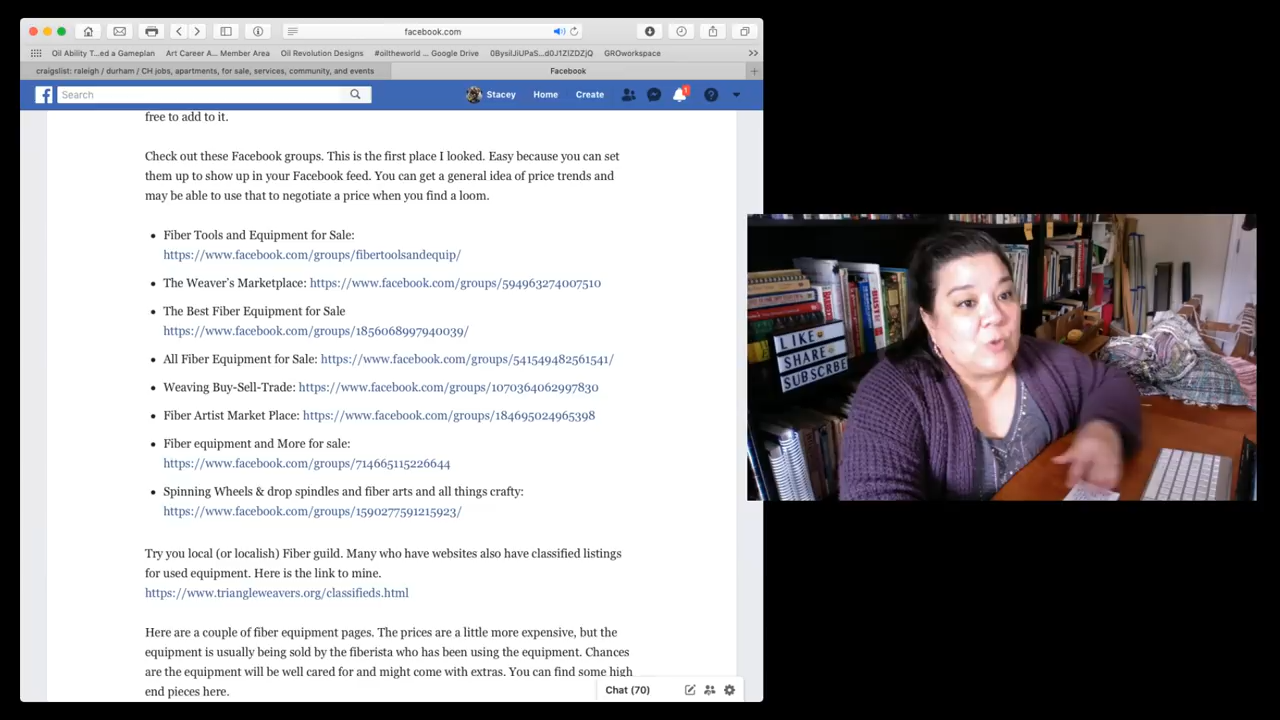 facebook.com
Oil Ability T...ed a Gameplan Art Career A... Member Area Oil Revolution Designs #oiltheworld ... Google Drive 0BysilJiUPaS...d0J1ZIZDZjQ GROworkspace
craigslist: raleigh / durham / CH jobs, apartments, for sale, services, community, and events
Facebook
Search
Stacey Home Create
1
free to add to it.
Check out these Facebook groups. This is the first place I looked. Easy because you can set
them up to show up in your Facebook feed. You can get a general idea of price trends and
may be able to use that to negotiate a price when you find a loom.
• Fiber Tools and Equipment for Sale:
https://www.facebook.com/groups/fibertoolsandequip/
• The Weaver's Marketplace: https://www.facebook.com/groups/594963274007510
• The Best Fiber Equipment for Sale
https://www.facebook.com/groups/1856068997940039/
• All Fiber Equipment for Sale: https://www.facebook.com/groups/541549482561541/
• Weaving Buy-Sell-Trade: https://www.facebook.com/groups/1070364062997830
• Fiber Artist Market Place: https://www.facebook.com/groups/184695024965398
• Fiber equipment and More for sale:
https://www.facebook.com/groups/714665115226644
• Spinning Wheels & drop spindles and fiber arts and all things crafty:
https://www.facebook.com/groups/1590277591215923/
Try you local (or localish) Fiber guild. Many who have websites also have classified listings
for used equipment. Here is the link to mine.
https://www.triangleweavers.org/classifieds.html
Here are a couple of fiber equipment pages. The prices are a little more expensive, but the
equipment is usually being sold by the fiberista who has been using the equipment. Chances
are the equipment will be well cared for and might come with extras. You can find some high
end pieces here.
Chat (70)
LIKE
SHARE
SUBSCRBE